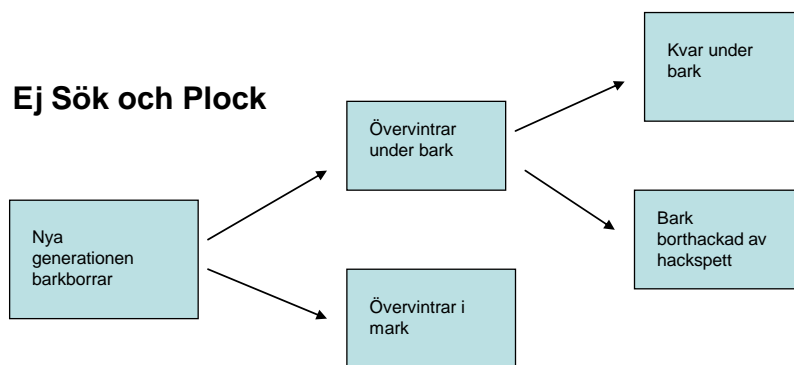 Ej Sök och Plock
Nya
generationen
barkborrar
Övervintrar
under bark
Övervintrar i
mark
Kvar under
bark
Bark
borthackad av
hackspett